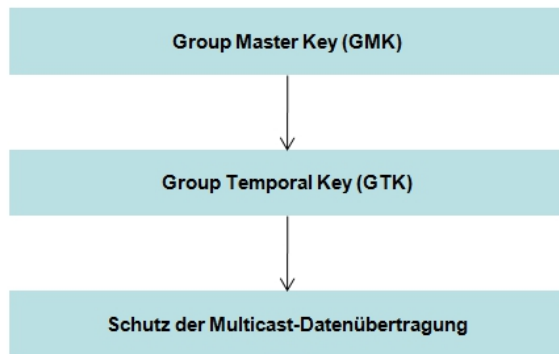 Group Master Key (GMK)
Group Temporal Key (GTK)
Schutz der Multicast-Datenübertragung